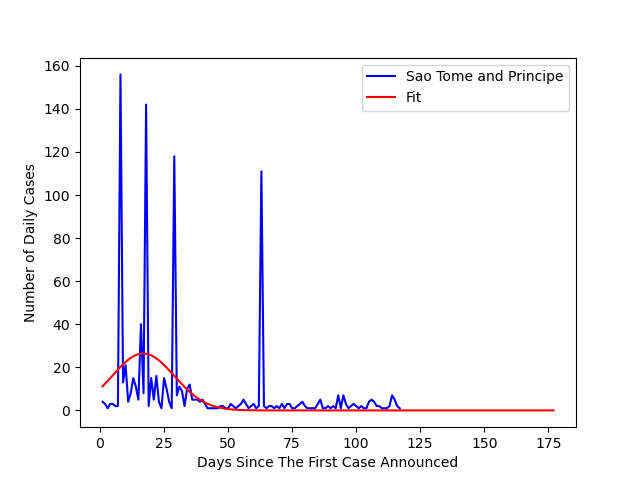 Sao Tome and Principe
Fit
160
140
120
100
80
60
40
20
0
Number of Daily Cases
0 25 50 75 100 125 150 175
Days Since The First Case Announced